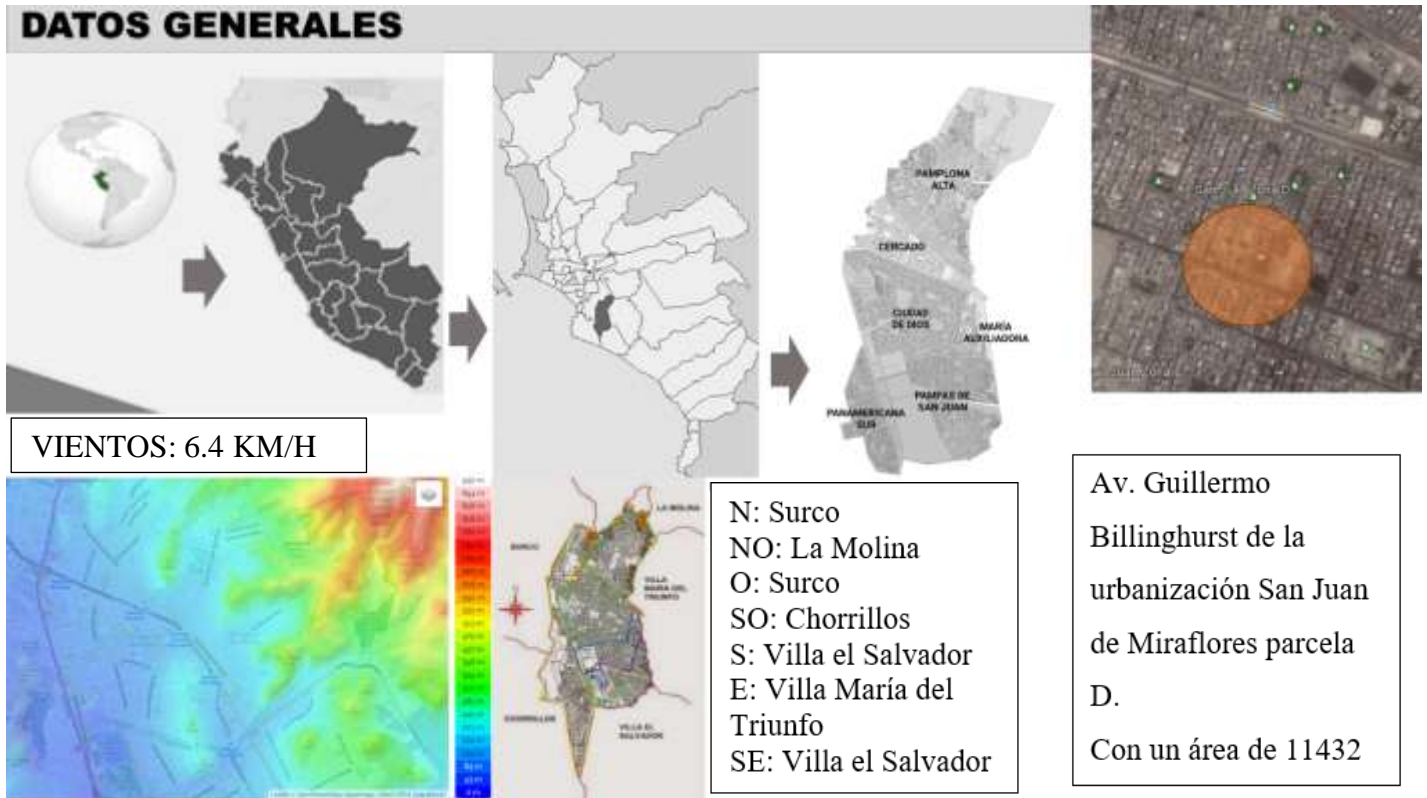 DATOS GENERALES
PAMPLONA
ALTA
CERCADO
CIUDAD
DE DIOS
MARÍA
AUXILIADORA
PAMPAS DE
SAN JUAN
PANAMERICANA
SUR
VIENTOS: 6.4 KM/H
LA MOLINA
SURCO
VILLA
MARIA DEL
TRIUNFO
CHORRILLOS
VILLA EL
SALVADOR
N: Surco
NO: La Molina
O: Surco
SO: Chorrillos
S: Villa el Salvador
E: Villa María del
Triunfo
SE: Villa el Salvador
Av. Guillermo
Billinghurst de la
urbanización San Juan
de Miraflores parcela
D.
Con un área de 11432